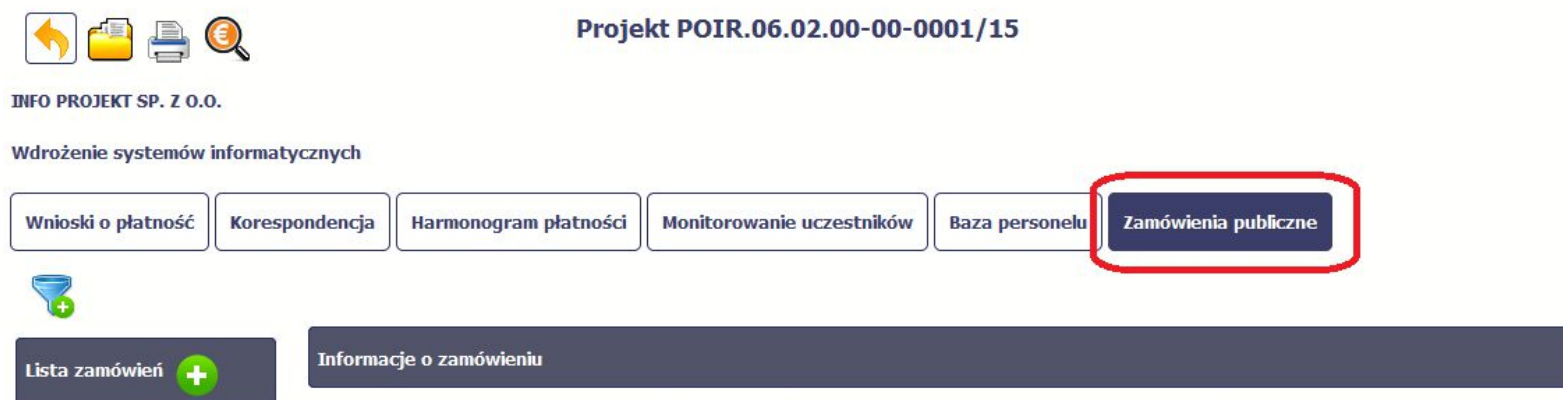 Projekt POIR.06.02.00-00-0001/15
INFO PROJEKT SP. Z O.O.
Wdrożenie systemów informatycznych
Wnioski o płatność Korespondencja Harmonogram płatności Monitorowanie uczestników Baza personelu Zamówienia publiczne
Lista zamówień Informacje o zamówieniu